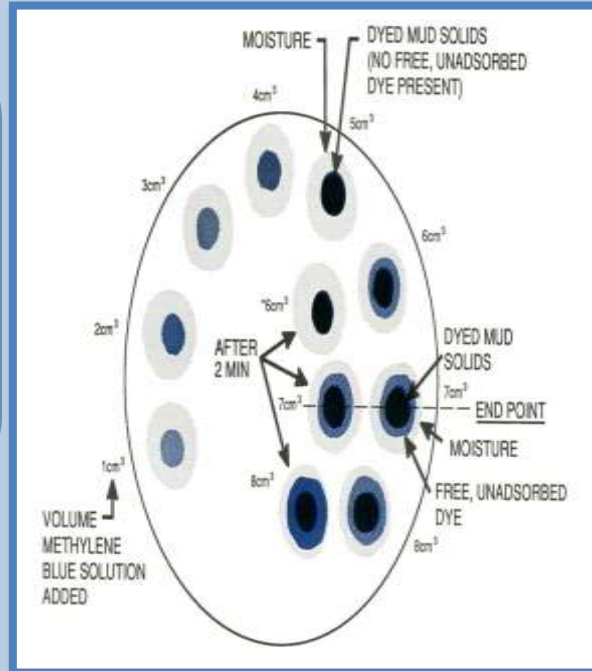 MOISTURE
DYED MUD SOLIDS
(NO FREE, UNADSORBED
DYE PRESENT)
4cm³
5cm³
3cm³
6cm³
"6cm³
2cm³
AFTER
2 MIN
DYED MUD
SOLIDS
7cm³
7cm³
END POINT
MOISTURE
1cm³
8cm³
FREE, UNADSORBED
DYE
8cm³
VOLUME
METHYLENE
BLUE SOLUTION
ADDED